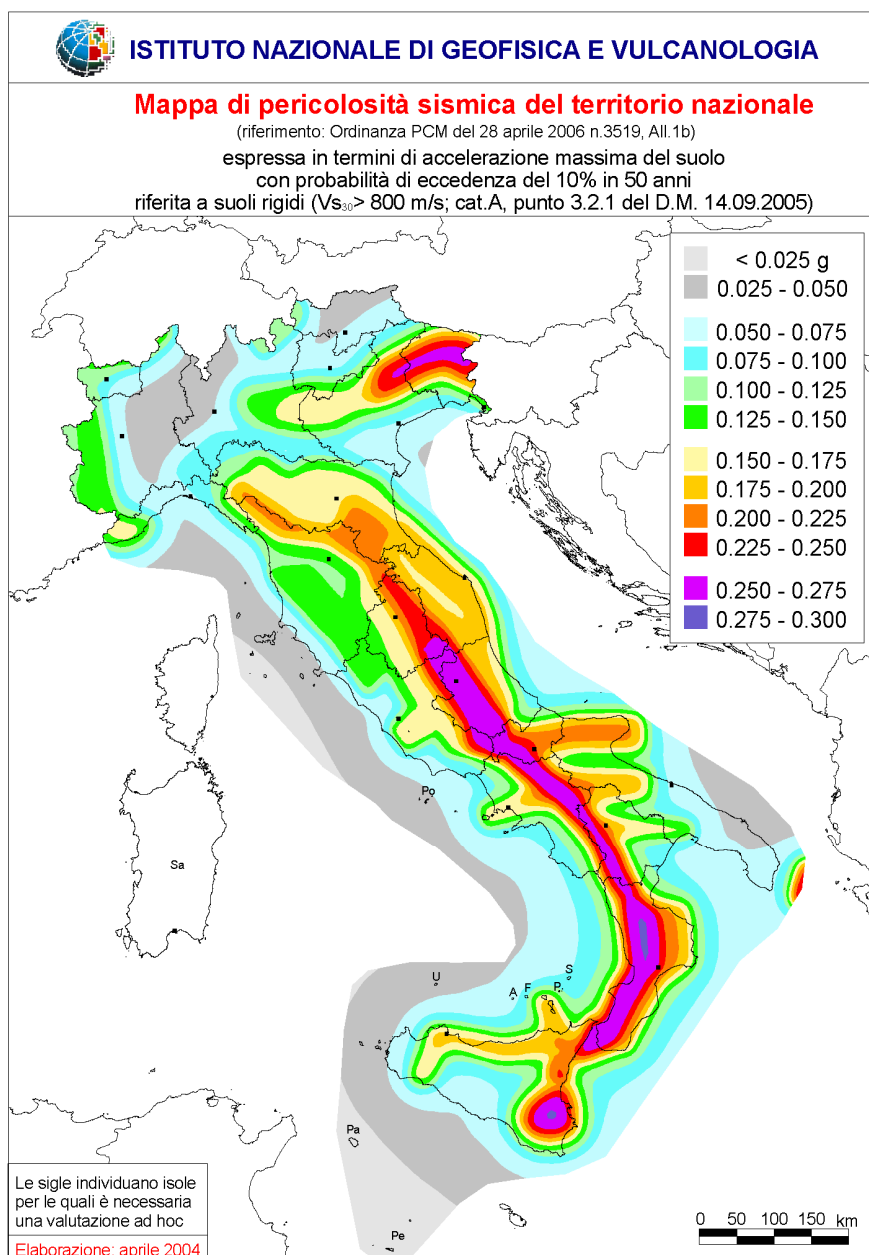 ISTITUTO NAZIONALE DI GEOFISICA E VULCANOLOGIA
Mappa di pericolosità sismica del territorio nazionale
(riferimento: Ordinanza PCM del 28 aprile 2006 n.3519, All.1b)
espressa in termini di accelerazione massima del suolo
con probabilità di eccedenza del 10% in 50 anni
riferita a suoli rigidi (Vs30> 800 m/s; cat.A, punto 3.2.1 del D.M. 14.09.2005)
< 0.025 g
0.025 - 0.050
0.050 - 0.075
0.075 - 0.100
0.100 - 0.125
0.125 - 0.150
0.150 - 0.175
0.175 - 0.200
0.200 - 0.225
0.225 - 0.250
0.250 - 0.275
0.275 - 0.300
Po
Sa
U
A
F
P
S
Pa
Pe
Le sigle individuano isole
per le quali è necessaria
una valutazione ad hoc
Elaborazione: aprile 2004
0 50 100 150 km